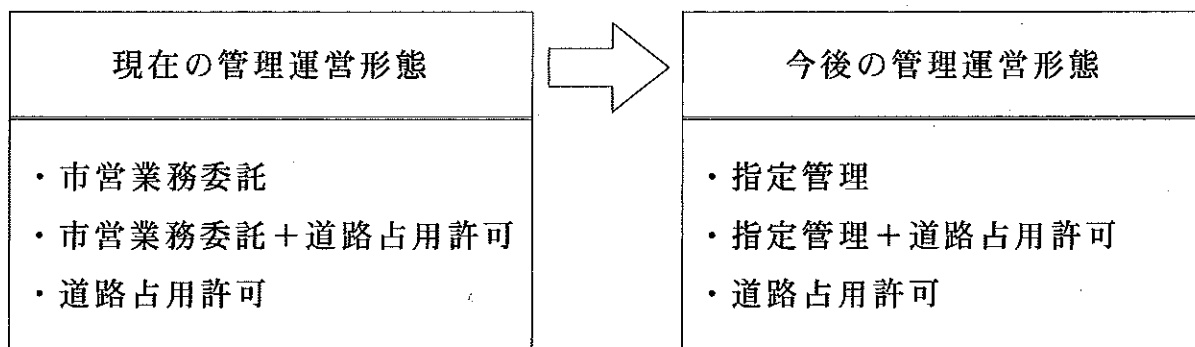 現在の管理運営形態
・市営業務委託
・市営業務委託＋道路占用許可
・道路占用許可
今後の管理運営形態
・指定管理
・指定管理＋道路占用許可
・道路占用許可